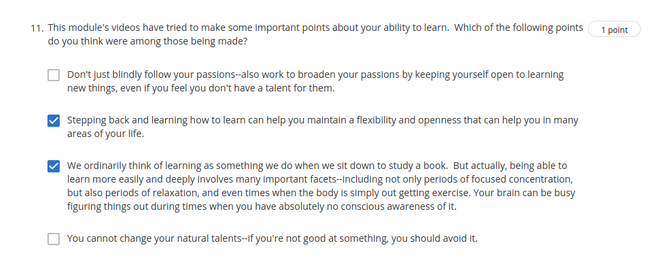 11. This module's videos have tried to make some important points about your ability to learn.  Which of the following points
1 point
do you think were among those being made?
Don't just blindly follow your passions--also work to broaden your passions by keeping yourself open to learning
new things, even if you feel you don't have a talent for them.
Stepping back and learning how to learn can help you maintain a flexibility and openness that can help you in many
areas of your life.
We ordinarily think of learning as something we do when we sit down to study a book.  But actually, being able to
learn more easily and deeply involves many important facets--including not only periods of focused concentration,
but also periods of relaxation, and even times when the body is simply out getting exercise. Your brain can be busy
figuring things out during times when you have absolutely no conscious awareness of it.
You cannot change your natural talents--if you're not good at something, you should avoid it.